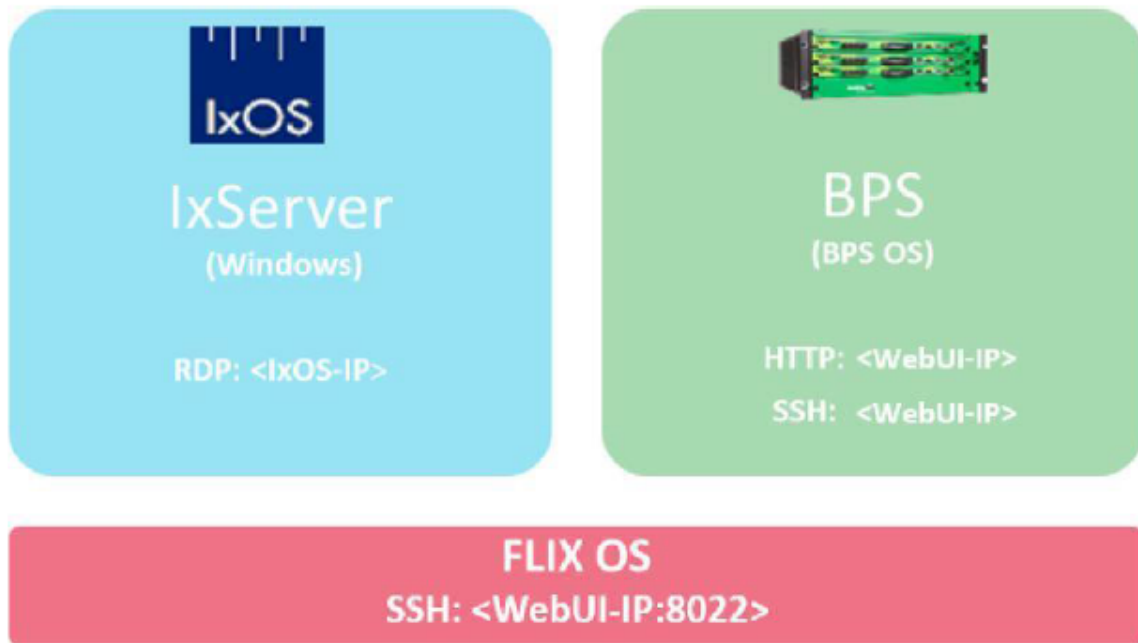 IxOS
IxServer
(Windows)
RDP: <IxOS-IP>
BPS
(BPS OS)
HTTP: <WebUI-IP>
SSH: <WebUI-IP>
FLIX OS
SSH: <WebUI-IP:8022>